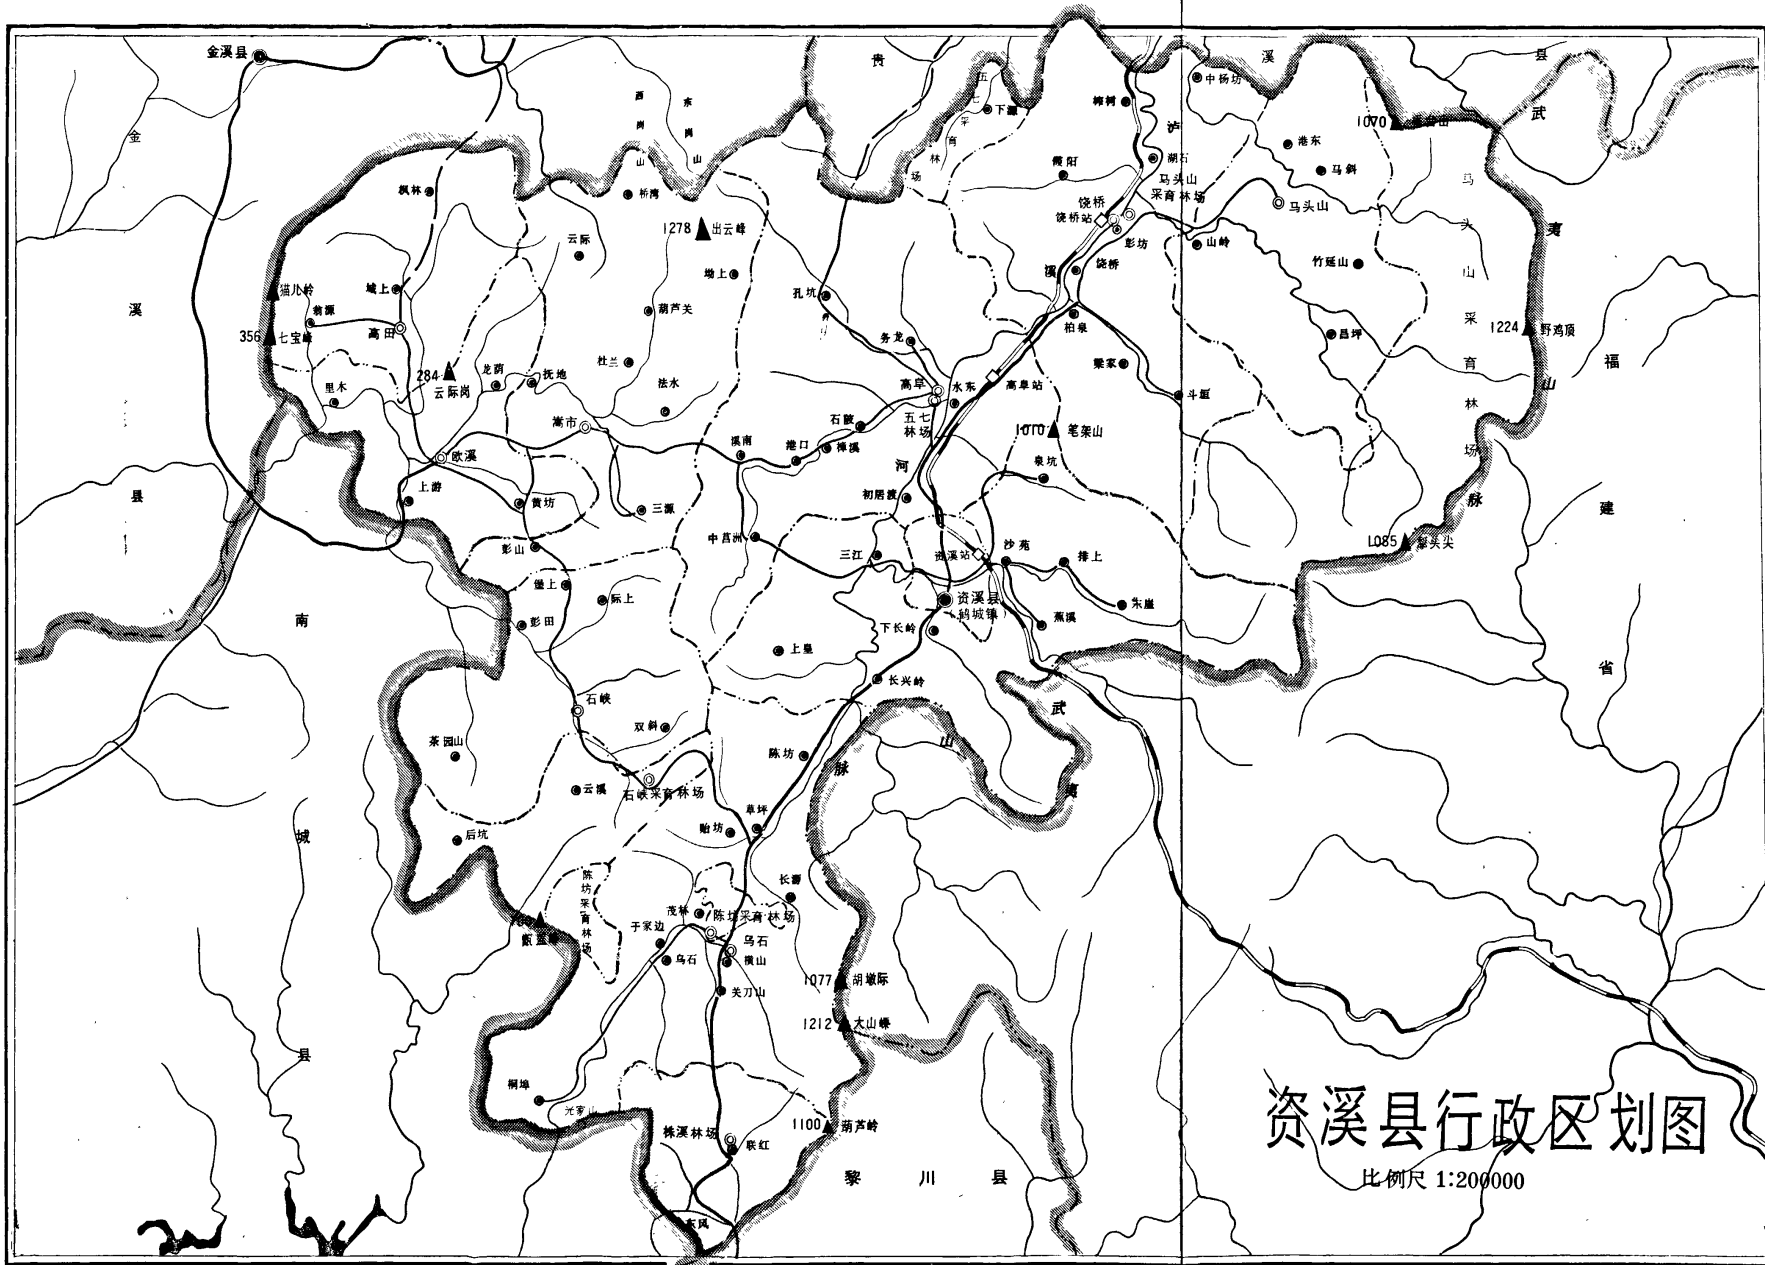 金溪县
贵
溪
县
金
溪
县
西岗山
东岗山
五七采育林场
下源
榨树
中杨坊
泸
溪
河
武
夷
山
脉
1070
港东
马斜
湖石
霞阳
马头山
采育林场
饶桥
饶桥站
彭坊
马头山
马头山采育林场
山岭
竹延山
枫林
桥湾
1278 出云峰
云际
坳上
城上
猫儿岭
翁源
356 七宝峰
高田
葫芦关
孔坑
饶桥
柏泉
昌坪
1224 野鸡顶
福
建
省
284
云际岗
龙荫
抚地
杜兰
法水
务龙
高阜
水东
高阜站
梁家
斗垣
里木
嵩市
石陂
五七
林场
1010 笔架山
欧溪
溪南
港口
樟溪
泉坑
上游
黄坊
三源
初居渡
彭山
中菖洲
三江
资溪站
沙苑
排上
1085 犁头尖
堡上
际上
资溪县
(鹤城镇)
朱崖
蕉溪
彭田
下长岭
南
城
县
上皇
长兴岭
石峡
双斜
武
夷
山
脉
茶园山
陈坊
云溪
石峡采育林场
草坪
贻坊
后坑
陈坊采育林场
长源
茂林
陈坊采育林场
于家边
乌石
乌石
横山
关刀山
1077 胡墩际
1212 大山嶂
桐埠
株溪林场
联红
1100 葫芦岭
黎川县
东风
资溪县行政区划图
比例尺 1:200000